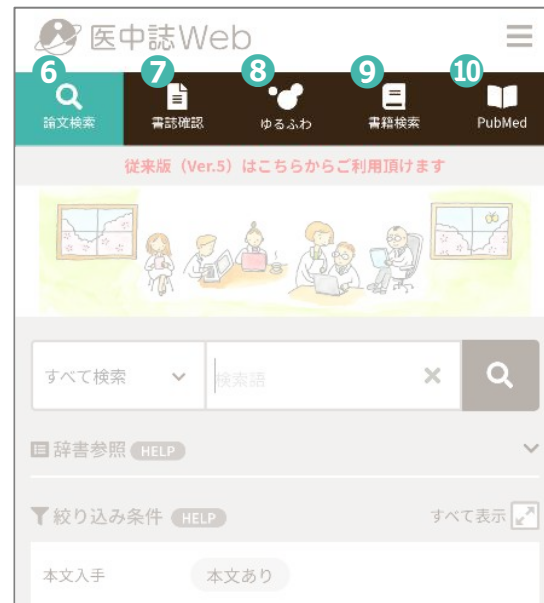 医中誌Web
6 7 8 9 10
論文検索 書誌確認 ゆるふわ 書籍検索 PubMed
従来版（Ver.5）はこちらからご利用頂けます
すべて検索 検索語
辞書参照 HELP
絞り込み条件 HELP すべて表示
本文入手 本文あり